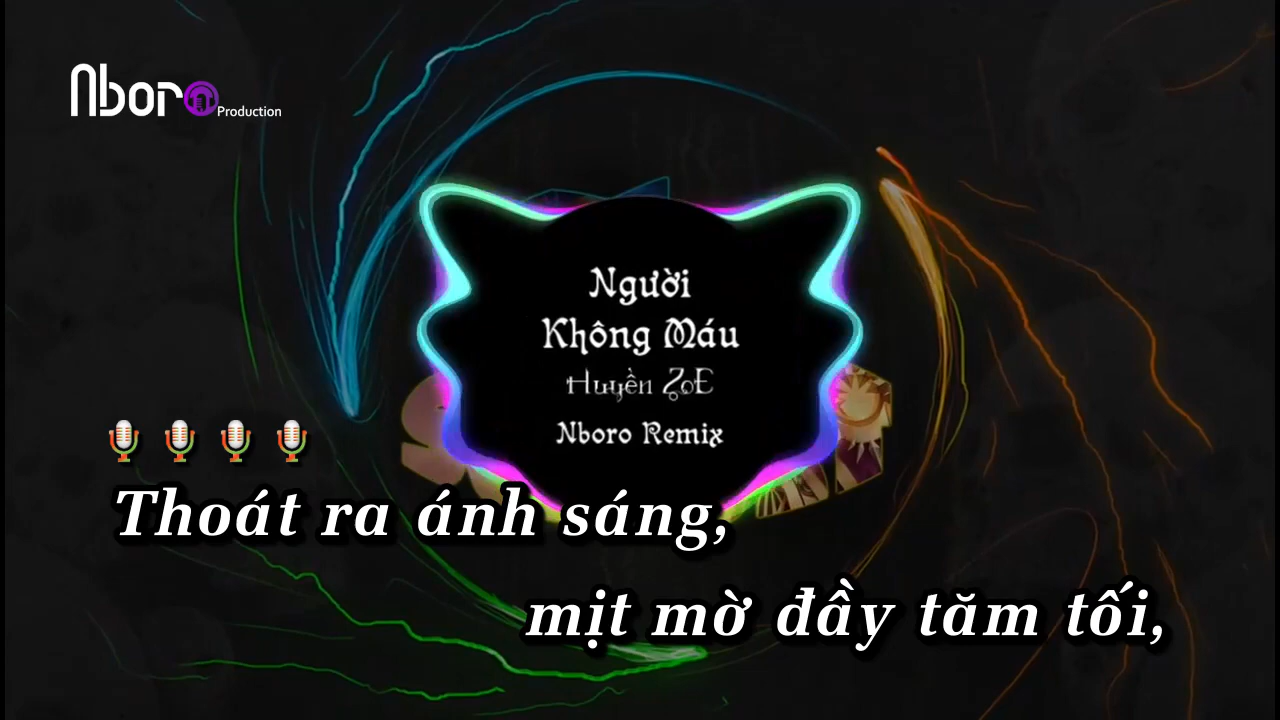 Nboro Production
Người
Không Máu
Huyền ZoE
Nboro Remix
Thoát ra ánh sáng,
mịt mờ đầy tăm tối,